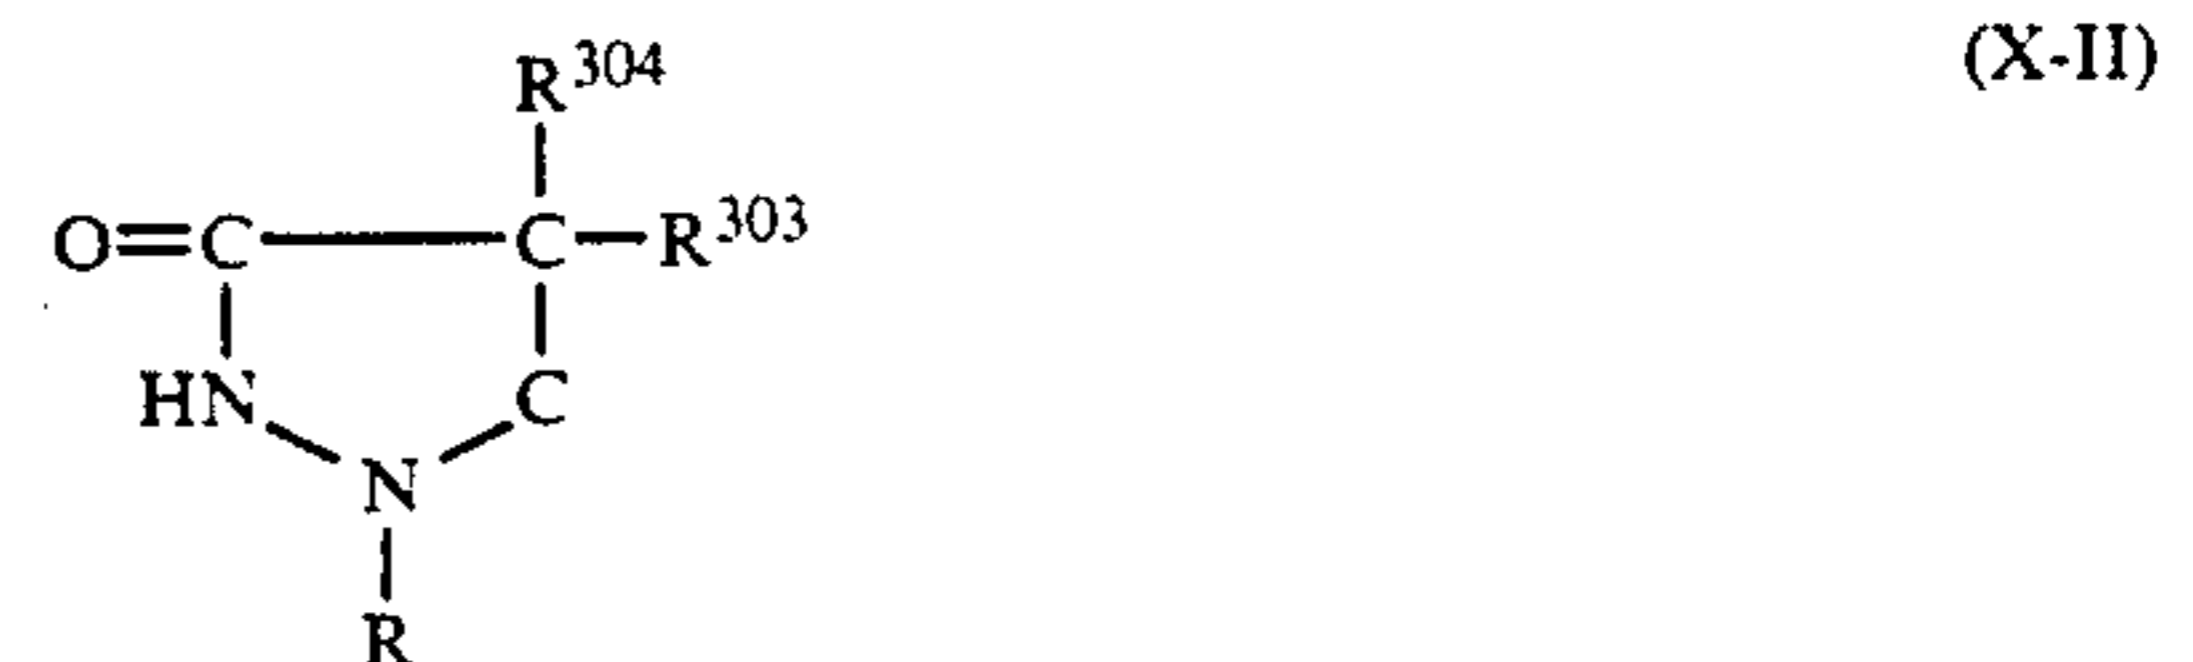 (X-II)
R304
O=C C R303
HN C
N
R